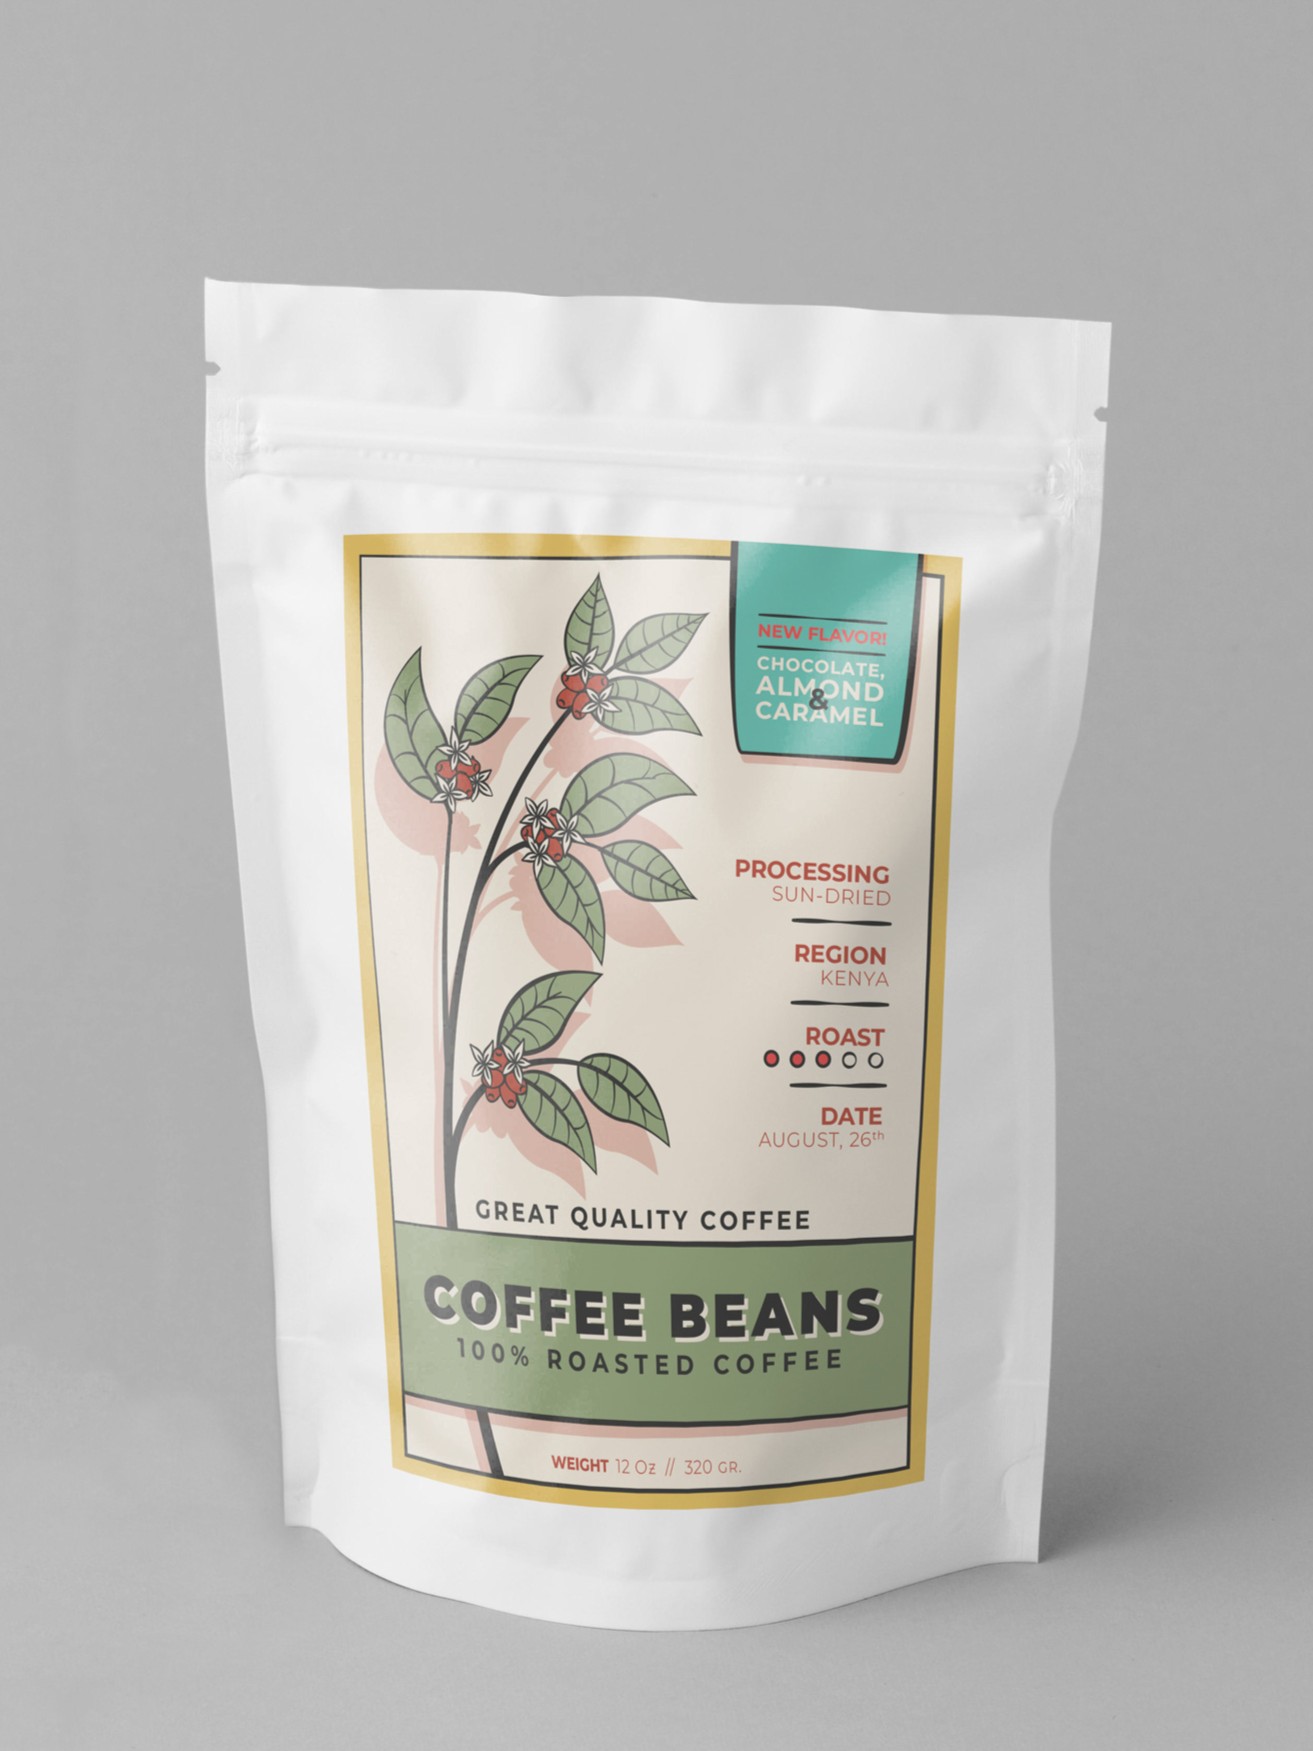 NEW FLAVOR!
CHOCOLATE,
ALMOND
&
CARAMEL
PROCESSING
SUN-DRIED
REGION
KENYA
ROAST
DATE
AUGUST, 26th
GREAT QUALITY COFFEE
COFFEE BEANS
100% ROASTED COFFEE
WEIGHT 12 Oz // 320 GR.